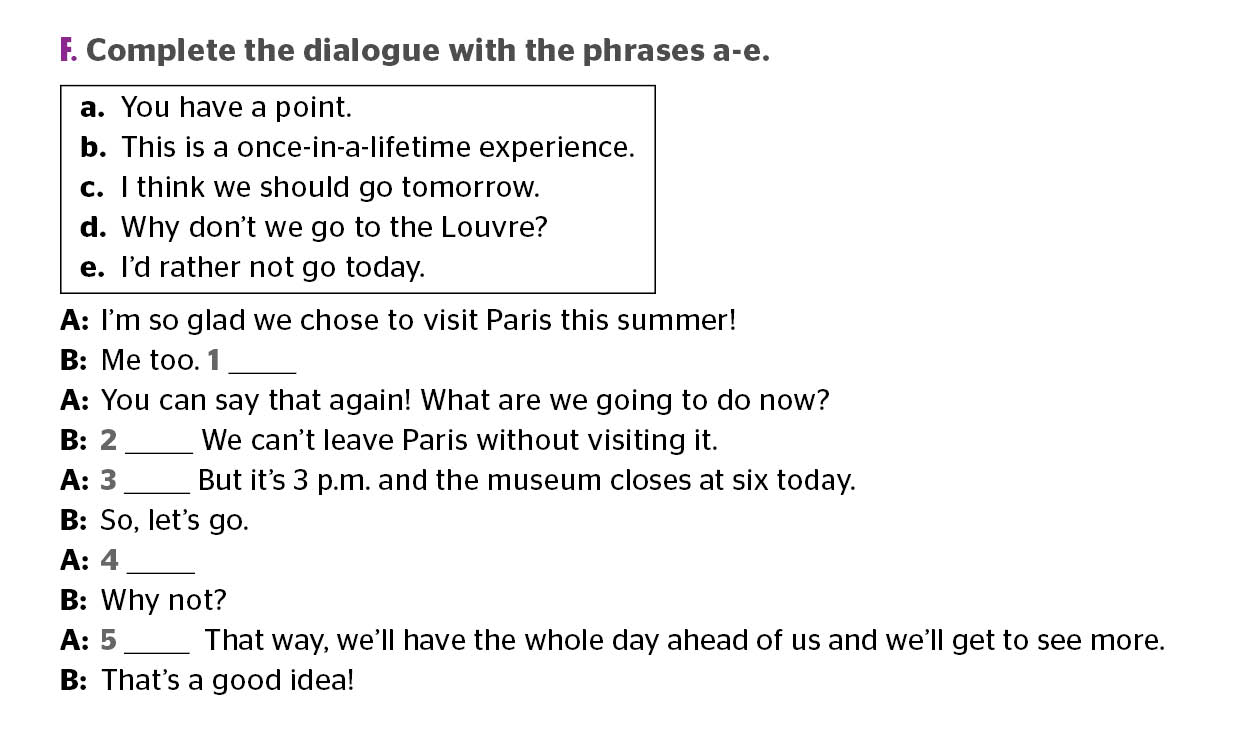 F. Complete the dialogue with the phrases a-e.
a. You have a point.
b. This is a once-in-a-lifetime experience.
c. I think we should go tomorrow.
d. Why don’t we go to the Louvre?
e. I’d rather not go today.
A: I’m so glad we chose to visit Paris this summer!
B: Me too. 1 _____
A: You can say that again! What are we going to do now?
B: 2 _____ We can’t leave Paris without visiting it.
A: 3 _____ But it’s 3 p.m. and the museum closes at six today.
B: So, let’s go.
A: 4 _____
B: Why not?
A: 5 _____ That way, we’ll have the whole day ahead of us and we’ll get to see more.
B: That’s a good idea!